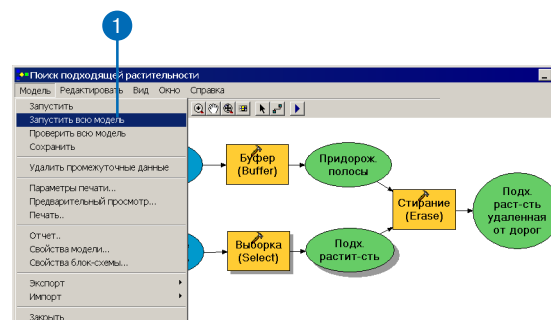 1
Поиск подходящей растительности
Модель Редактировать Вид Окно Справка
Запустить
Запустить всю модель
Проверить всю модель
Сохранить
Удалить промежуточные данные
Параметры печати...
Предварительный просмотр...
Печать..
Отчет..
Свойства модели...
Свойства блок-схемы...
Экспорт
Импорт
Закрыть
Буфер
(Buffer)
Придорож.
полосы
Стирание
(Erase)
Подх.
раст-сть
удаленная
от дорог
Выборка
(Select)
Подх.
растит-сть